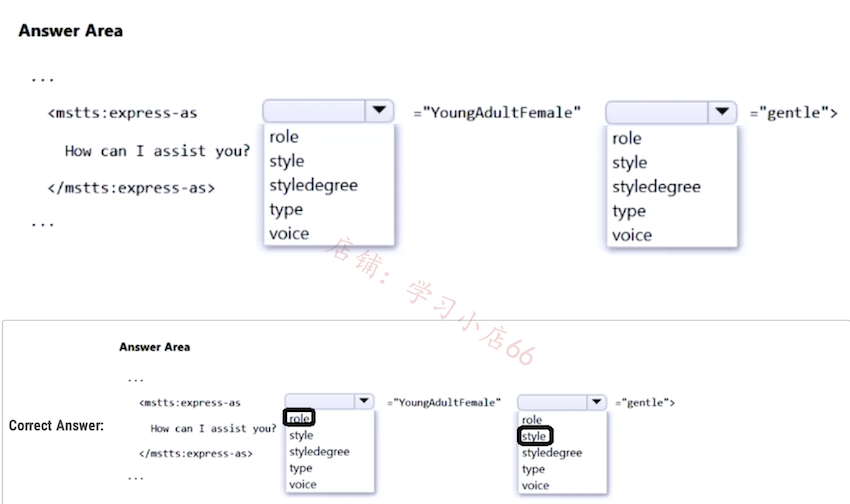 Answer Area
...
<mstts:express-as ="YoungAdultFemale" ="gentle">
role role
How can I assist you? style style
styledegree styledegree
</mstts:express-as> type type
... voice voice
店铺：学习小店66
Answer Area
...
<mstts:express-as ="YoungAdultFemale" ="gentle">
role role
Correct Answer: How can I assist you? style style
</mstts:express-as> styledegree styledegree
type type
... voice voice